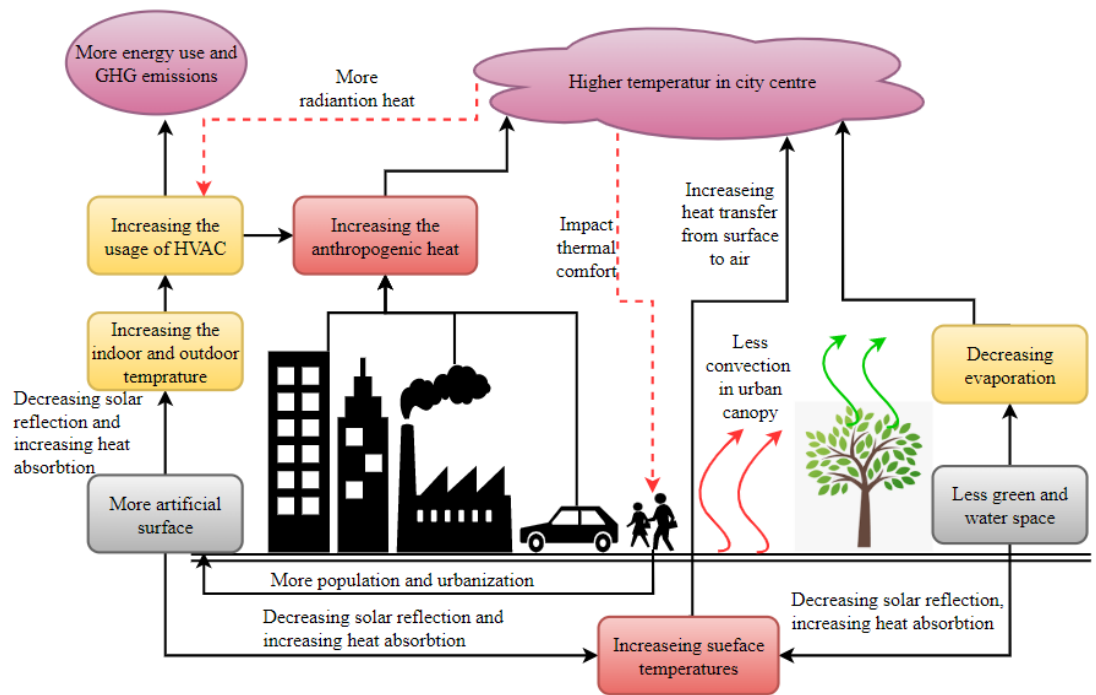 More energy use and
GHG emissions
More
radiantion heat
Higher temperatur in city centre
Increasing the
usage of HVAC
Increasing the
anthropogenic heat
Impact
thermal
comfort
Increaseing
heat transfer
from surface
to air
Increasing the
indoor and outdoor
temprature
Less
convection
in urban
canopy
Decreasing
evaporation
Decreasing solar
reflection and
increasing heat
absorbtion
More artificial
surface
Less green and
water space
More population and urbanization
Decreasing solar reflection and
increasing heat absorbtion
Decreasing solar reflection,
increasing heat absorbtion
Increaseing sueface
temperatures